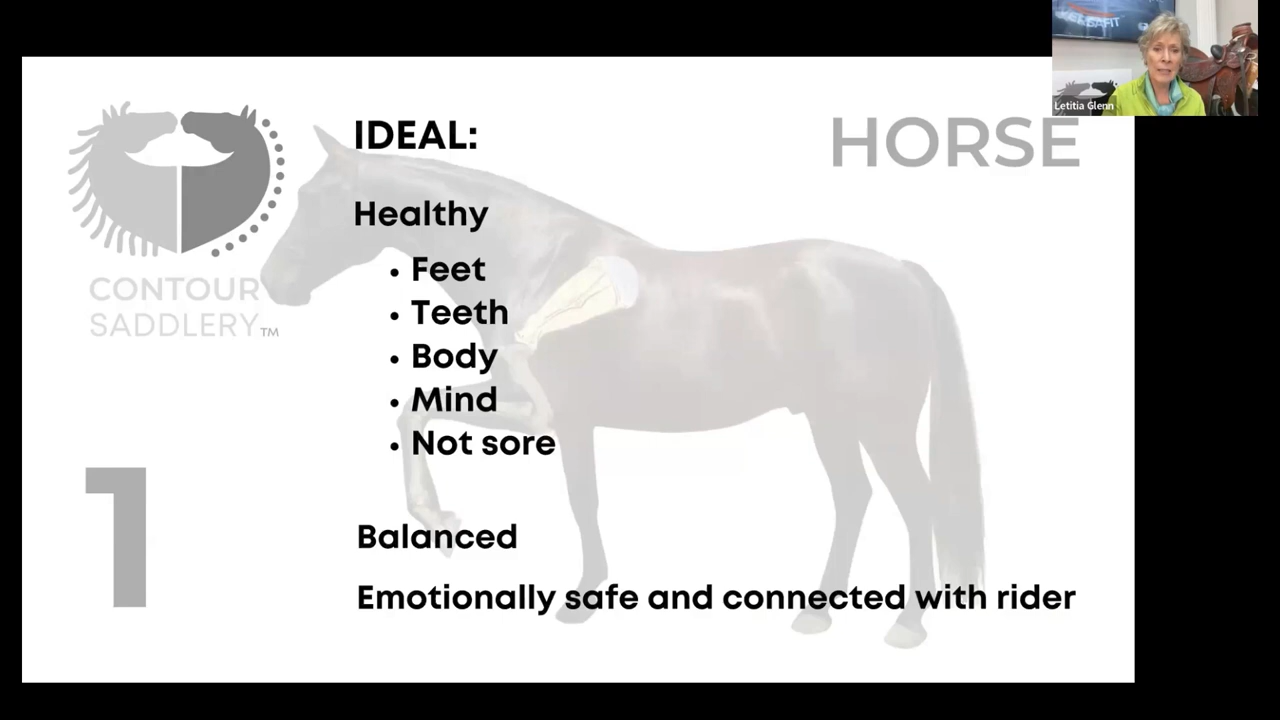 Letitia Glenn
HORSE
CONTOUR
SADDLERY™
1
IDEAL:
Healthy
• Feet
• Teeth
• Body
• Mind
• Not sore
Balanced
Emotionally safe and connected with rider